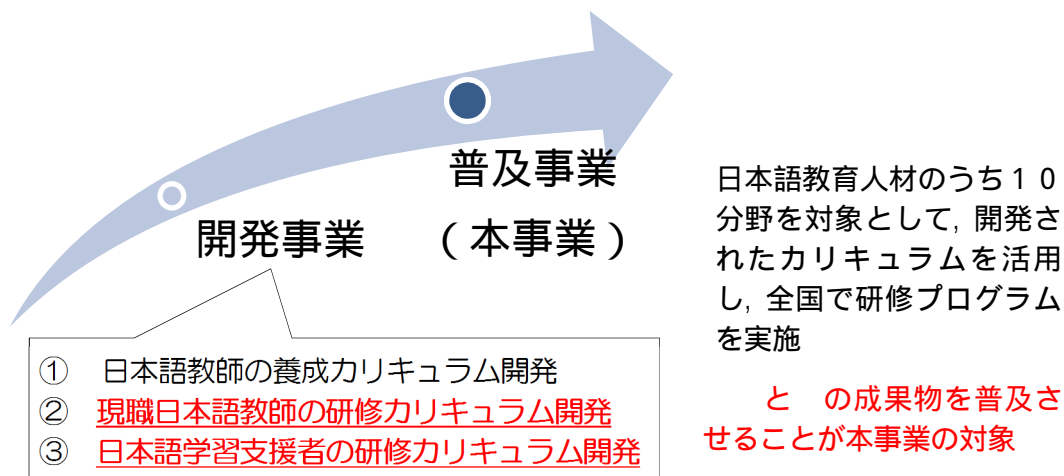 普及事業
開発事業
（本事業）
① 日本語教師の養成カリキュラム開発
② 現職日本語教師の研修カリキュラム開発
③ 日本語学習支援者の研修カリキュラム開発
日本語教育人材のうち１０
分野を対象として, 開発さ
れたカリキュラムを活用
し, 全国で研修プログラム
を実施
と　の成果物を普及さ
せることが本事業の対象